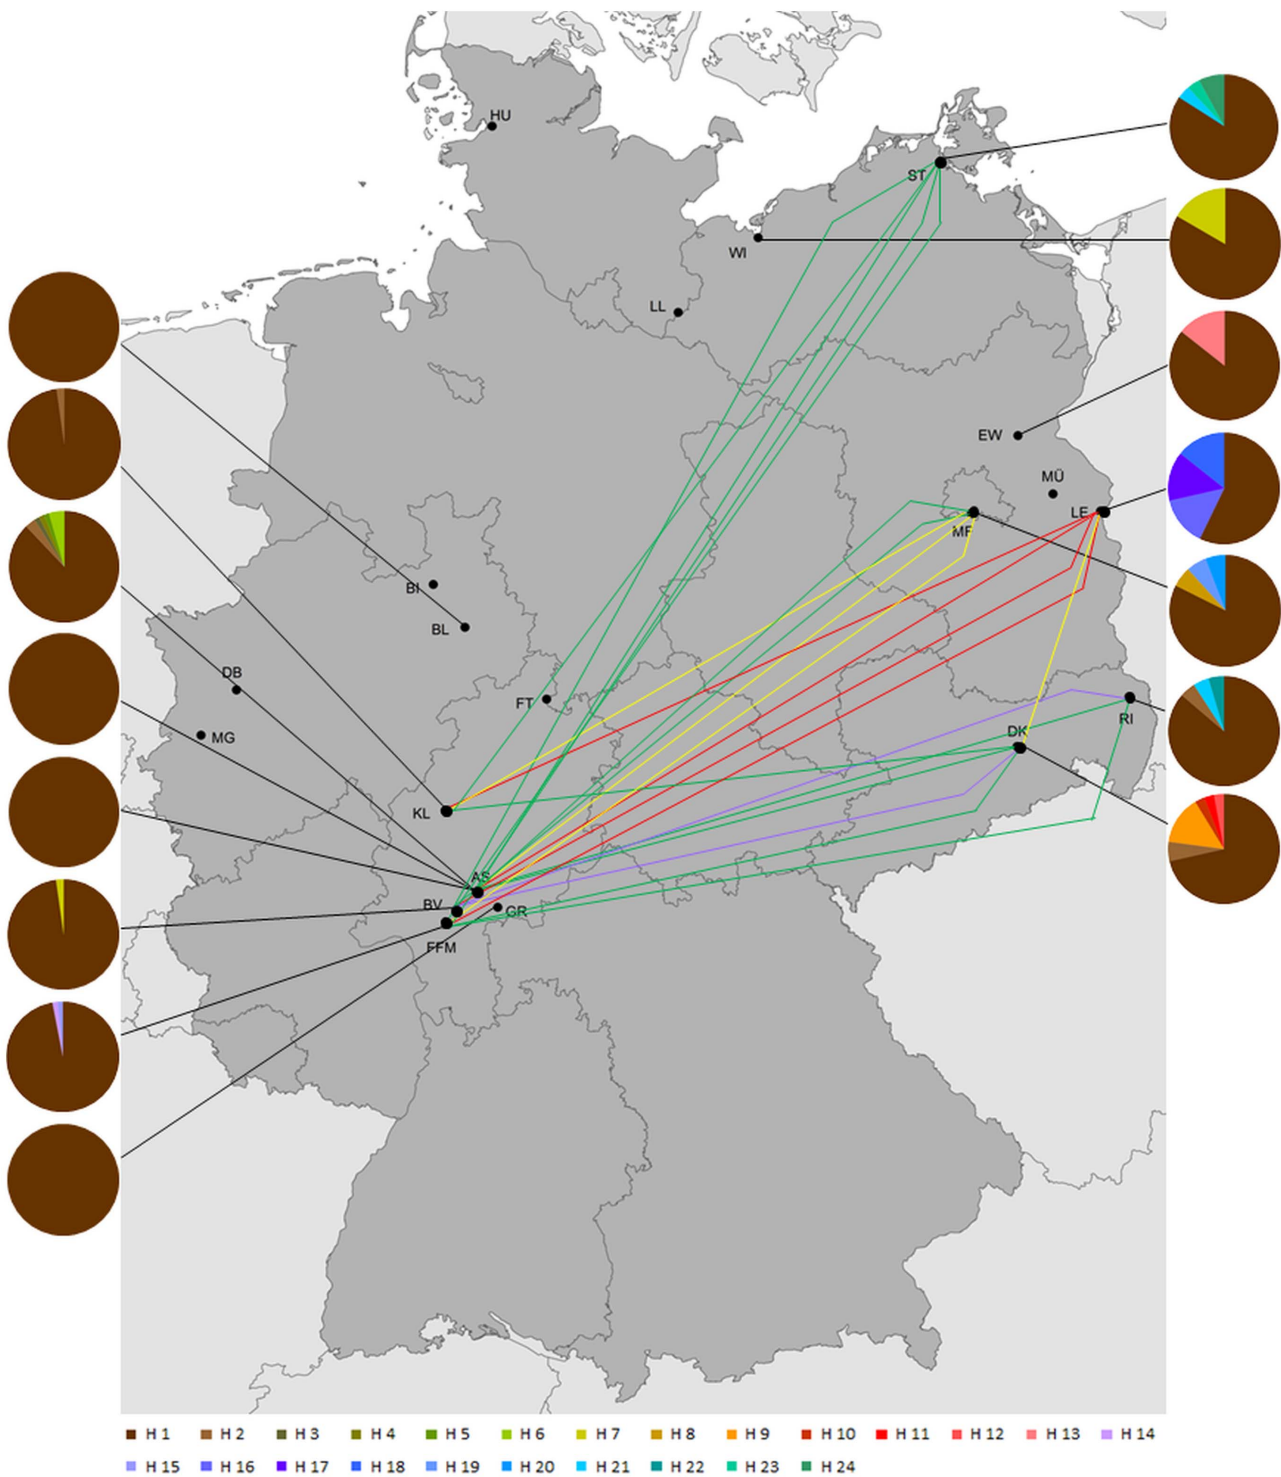 HU
ST
WI
LL
EW
MÜ
LE
MF
BI
BL
DB
FT
MG
RI
DK
KL
AS
BV
GR
FFM
H 1 H 2 H 3 H 4 H 5 H 6 H 7 H 8 H 9 H 10 H 11 H 12 H 13 H 14
H 15 H 16 H 17 H 18 H 19 H 20 H 21 H 22 H 23 H 24